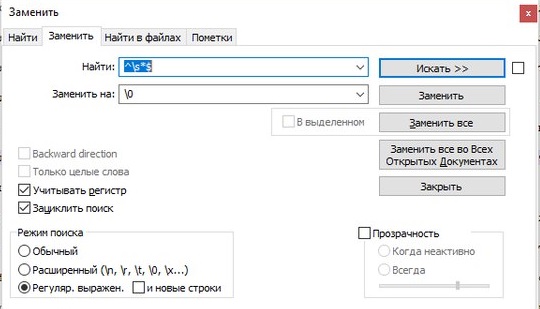 Заменить
Найти Заменить Найти в файлах Пометки
Найти: ^\s*$ Искать >>
Заменить на: \0 Заменить
В выделенном Заменить все
Заменить все во Всех
Открытых Документах
Backward direction
Только целые слова
Закрыть
Учитывать регистр
Зациклить поиск
Режим поиска
Прозрачность
Обычный
Когда неактивно
Расширенный (\n, \r, \t, \0, \x...)
Всегда
Регуляр. выражен. и новые строки